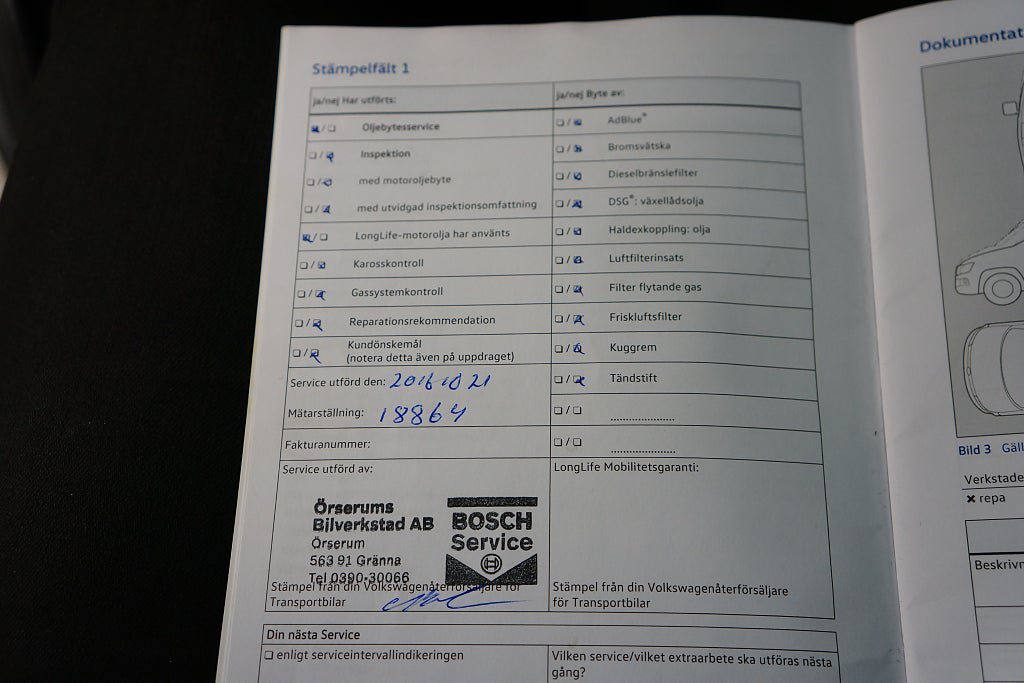 Stämpelfält 1
ja/nej Har utförts:
Oljebytesservice
Inspektion
med motoroljebyte
med utvidgad inspektionsomfattning
LongLife-motorolja har använts
Karosskontroll
Gassystemkontroll
Reparationsrekommendation
Kundönskemål
(notera detta även på uppdraget)
Service utförd den: 2016 10 21
Mätarställning: 18864
Fakturanummer:
Service utförd av:
Örserums
Bilverkstad AB
Örserum
563 91 Gränna
Tel 0390-30066
BOSCH
Service
Stämpel från din Volkswagenåterförsäljare för
Transportbilar
ja/nej Byte av:
AdBlue®
Bromsvätska
Dieselbränslefilter
DSG®: växellådsolja
Haldexkoppling: olja
Luftfilterinsats
Filter flytande gas
Friskluftsfilter
Kuggrem
Tändstift
LongLife Mobilitetsgaranti:
Stämpel från din Volkswagenåterförsäljare
för Transportbilar
Din nästa Service
enligt serviceintervallindikeringen
Vilken service/vilket extraarbete ska utföras nästa
gång?
Dokumentat
Bild 3 Gäll
Verkstade
repa
Beskrivn